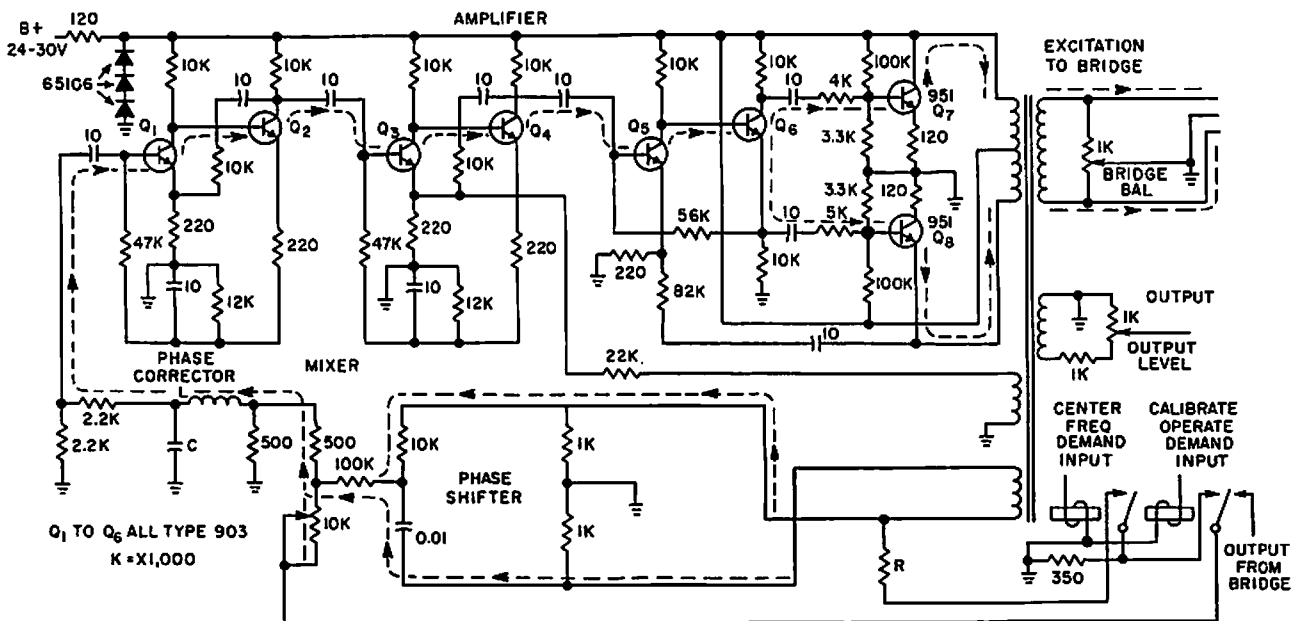 B+
24-30V
120
AMPLIFIER
651G6
10K
10K
10K
10K
10K
10K
100K
10
10
10
10
10
4K
951
Q7
EXCITATION
TO BRIDGE
Q1
Q2
Q3
Q4
Q5
Q6
10
10K
10K
3.3K
120
1K
BRIDGE
BAL
3.3K
120
47K
220
220
47K
220
220
56K
10
5K
951
Q8
220
10K
82K
100K
10
12K
10
12K
10
OUTPUT
1K
OUTPUT
LEVEL
1K
PHASE
CORRECTOR
MIXER
22K
2.2K
2.2K
C
500
500
100K
10K
PHASE
SHIFTER
1K
1K
10K
0.01
CENTER
FREQ
DEMAND
INPUT
CALIBRATE
OPERATE
DEMAND
INPUT
R
350
OUTPUT
FROM
BRIDGE
Q1 TO Q6 ALL TYPE 903
K = X1,000